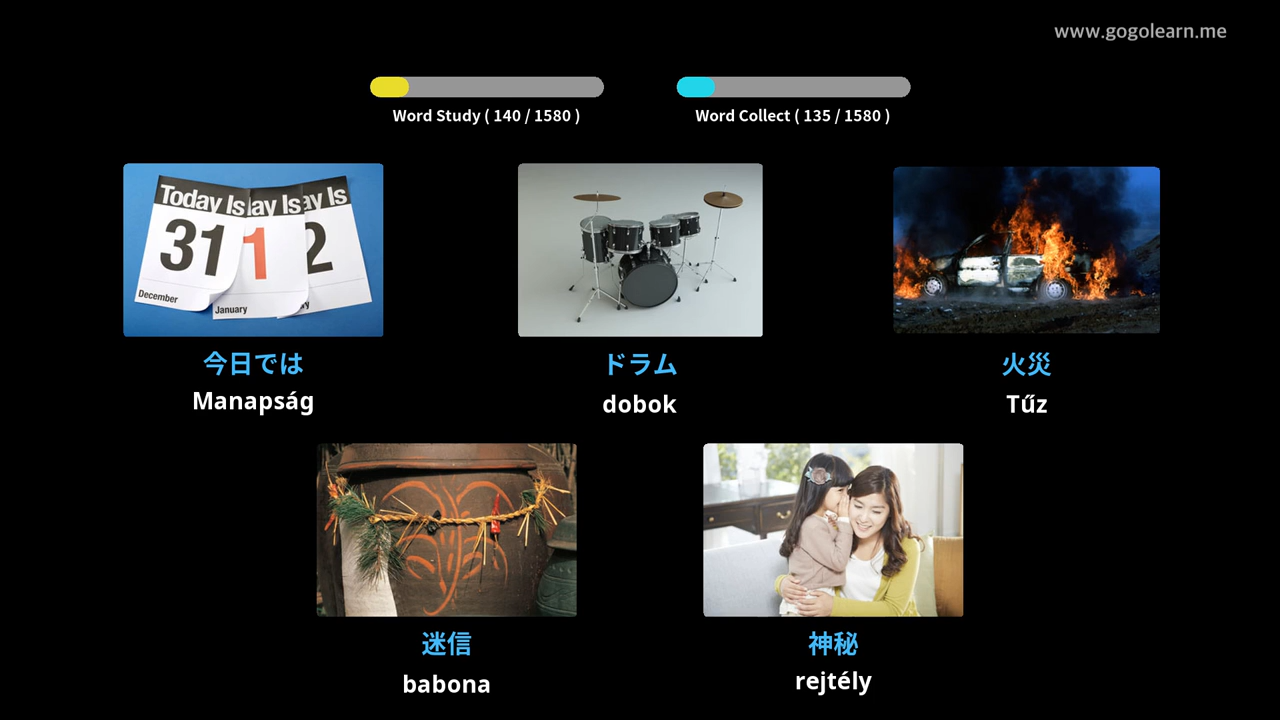 www.gogolearn.me
Word Study ( 140 / 1580 )
Word Collect ( 135 / 1580 )
Today Is
ay Is
ay Is
31
1
2
December
January
y
今日では
ドラム
火災
Manapság
dobok
Tűz
迷信
神秘
babona
rejtély